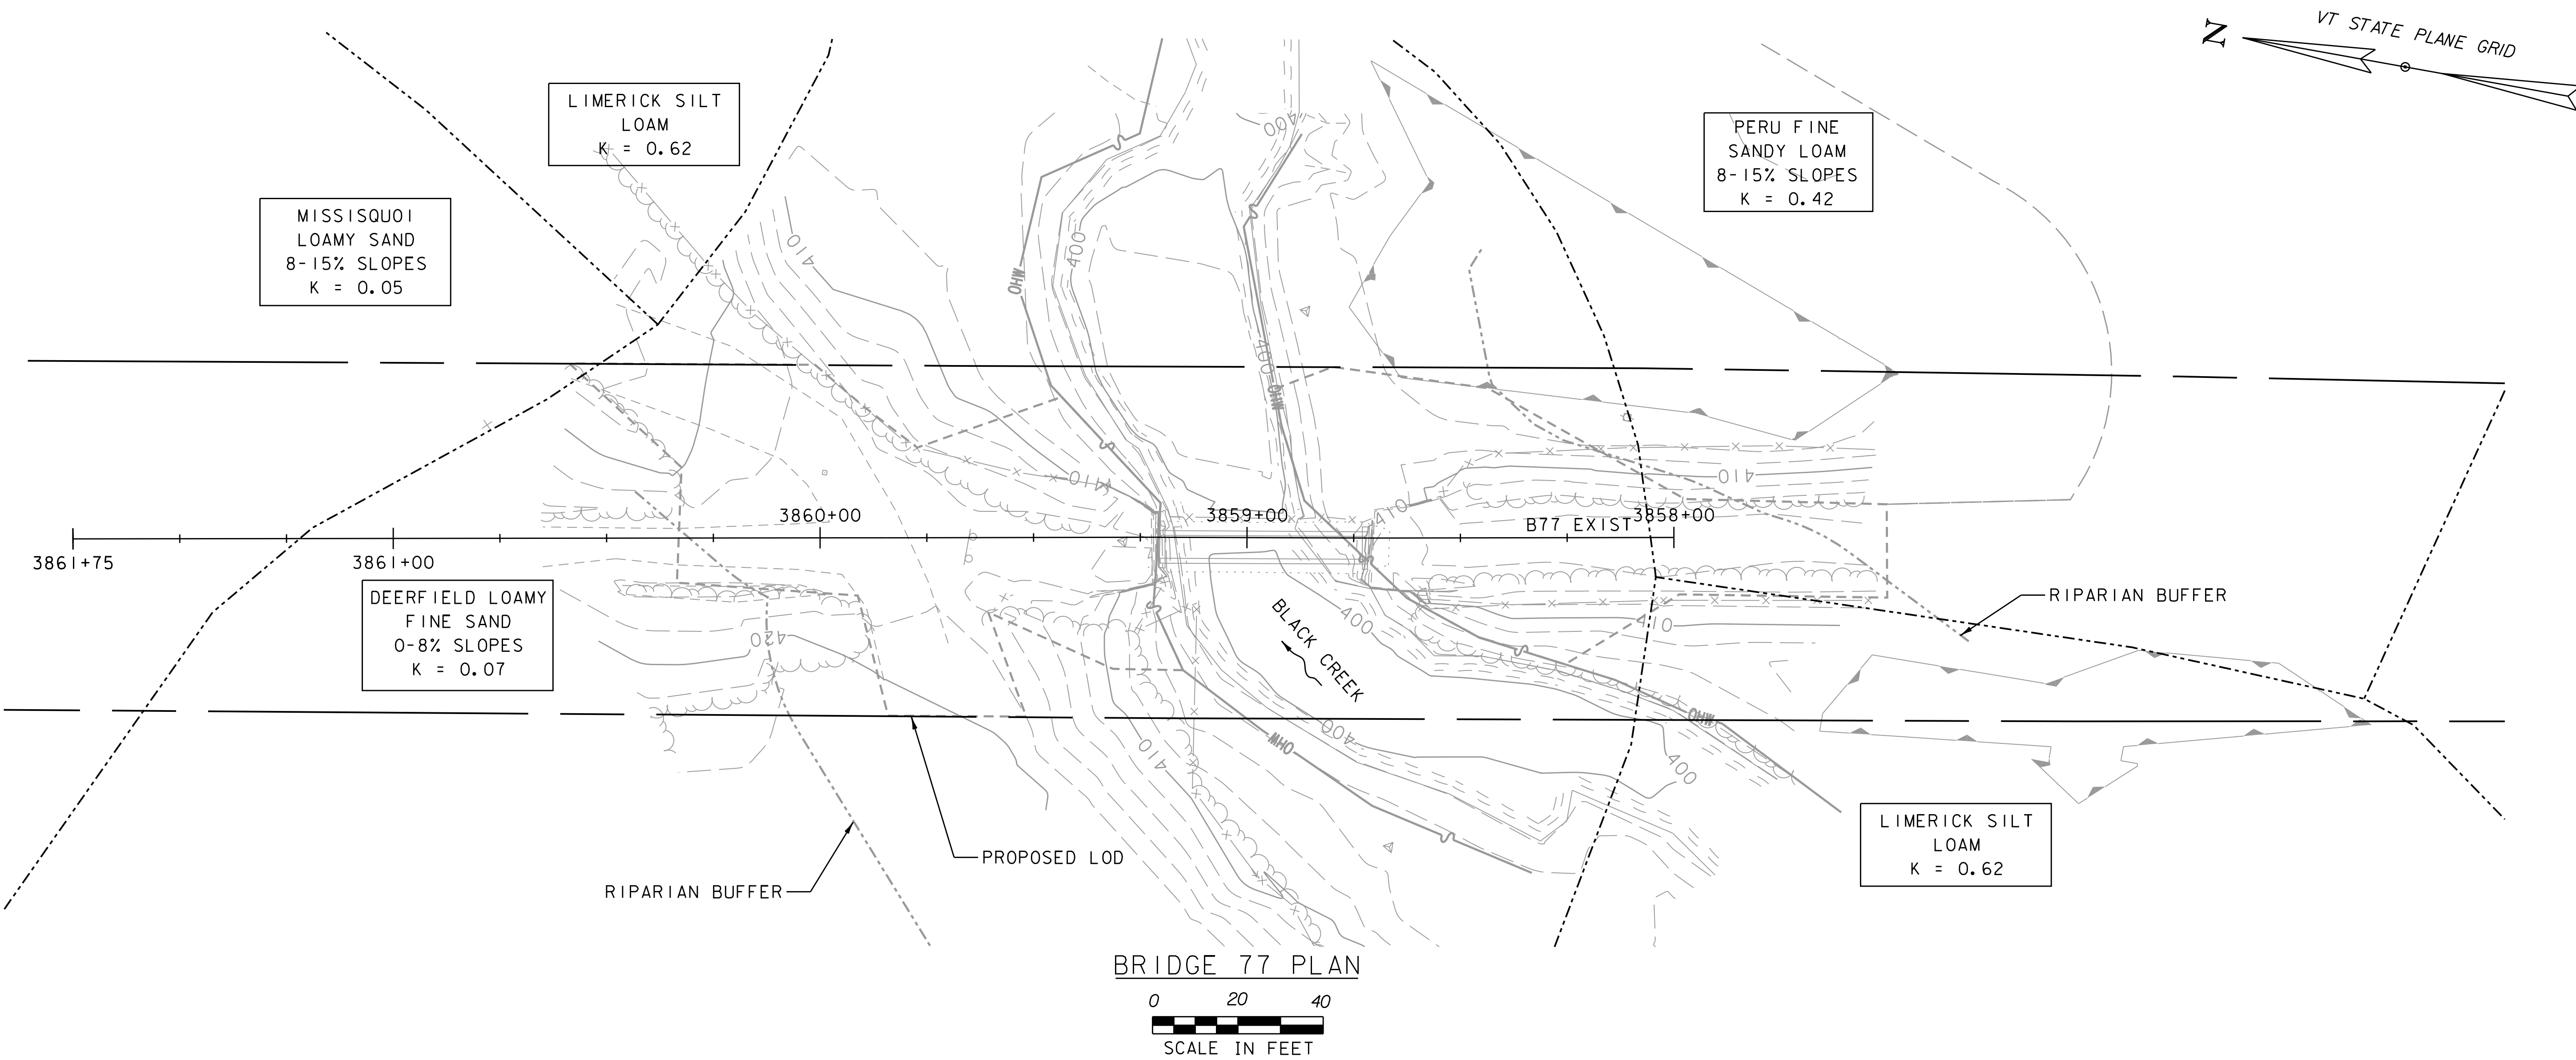 VT STATE PLANE GRID
N
LIMERICK SILT
LOAM
K = 0.62
PERU FINE
SANDY LOAM
8-15% SLOPES
K = 0.42
MISSISQUOI
LOAMY SAND
8-15% SLOPES
K = 0.05
400
410
400
OHW
400
OHW
410
410
410
3860+00
3859+00
B77 EXIST
3858+00
3861+75
3861+00
DEERFIELD LOAMY
FINE SAND
0-8% SLOPES
K = 0.07
RIPARIAN BUFFER
BLACK CREEK
400
410
420
OHW
400
OHW
410
400
LIMERICK SILT
LOAM
K = 0.62
PROPOSED LOD
RIPARIAN BUFFER
BRIDGE 77 PLAN
0 20 40
SCALE IN FEET